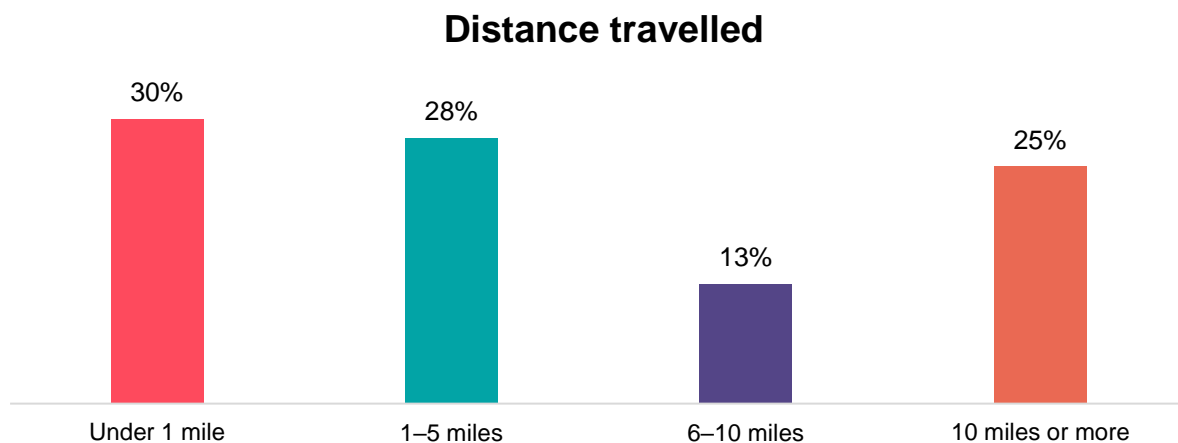 Distance travelled
30%
28%
13%
25%
Under 1 mile
1–5 miles
6–10 miles
10 miles or more